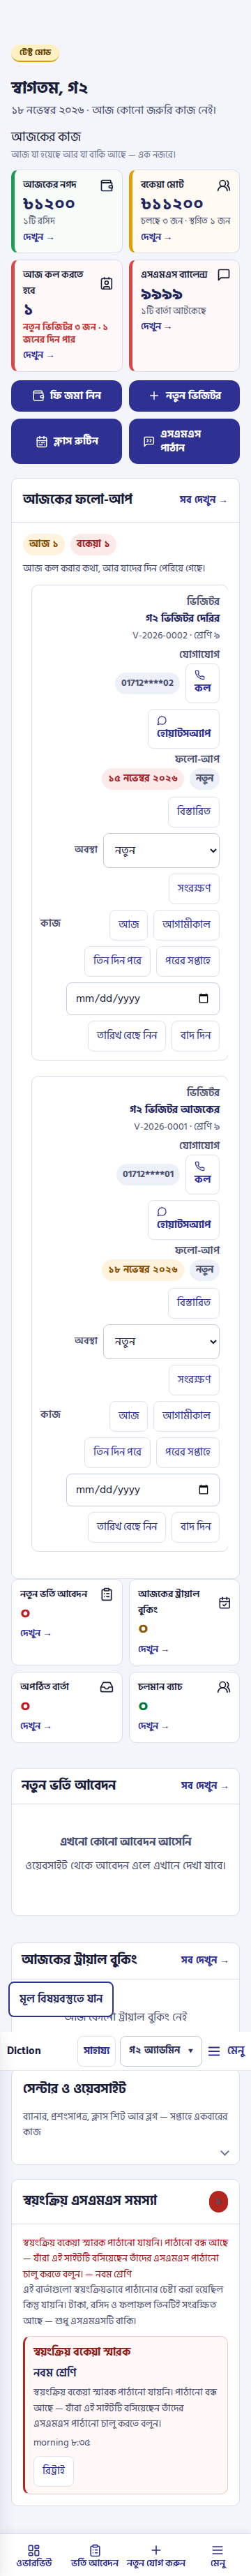 টেস্ট মোড
স্বাগতম, গ২
১৮ নভেম্বর ২০২৬ · আজ কোনো জরুরি কাজ নেই।
আজকের কাজ
আজ যা হয়েছে আর যা বাকি আছে — এক নজরে।
আজকের নগদ
৳১২০০
১টি রসিদ
দেখুন →
বকেয়া মোট
৳১১২০০
চলছে ৩ জন · স্থগিত ১ জন
দেখুন →
আজ কল করতে হবে
১
নতুন ভিজিটর ৩ জন · ১ জনের দিন পার
দেখুন →
এসএমএস ব্যালেন্স
৯৯৯৯
১টি বার্তা আটকেছে
দেখুন →
ফি জমা নিন
নতুন ভিজিটর
ক্লাস রুটিন
এসএমএস পাঠান
আজকের ফলো-আপ
সব দেখুন →
আজ ১
বকেয়া ১
আজ কল করার কথা, আর যাদের দিন পেরিয়ে গেছে।
ভিজিটর
গ২ ভিজিটর দেরির
V-2026-0002 · শ্রেণি ৯
যোগাযোগ
01712****02
কল
হোয়াটসঅ্যাপ
ফলো-আপ
১৫ নভেম্বর ২০২৬
নতুন
বিস্তারিত
অবস্থা
নতুন
সংরক্ষণ
কাজ
আজ
আগামীকাল
তিন দিন পরে
পরের সপ্তাহে
mm/dd/yyyy
তারিখ বেছে নিন
বাদ দিন
ভিজিটর
গ২ ভিজিটর আজকের
V-2026-0001 · শ্রেণি ৯
যোগাযোগ
01712****01
কল
হোয়াটসঅ্যাপ
ফলো-আপ
১৮ নভেম্বর ২০২৬
নতুন
বিস্তারিত
অবস্থা
নতুন
সংরক্ষণ
কাজ
আজ
আগামীকাল
তিন দিন পরে
পরের সপ্তাহে
mm/dd/yyyy
তারিখ বেছে নিন
বাদ দিন
নতুন ভর্তি আবেদন
০
দেখুন →
আজকের ট্রায়াল বুকিং
০
দেখুন →
অপঠিত বার্তা
০
দেখুন →
চলমান ব্যাচ
০
দেখুন →
নতুন ভর্তি আবেদন
সব দেখুন →
এখনো কোনো আবেদন আসেনি
ওয়েবসাইট থেকে আবেদন এলে এখানে দেখা যাবে।
আজকের ট্রায়াল বুকিং
সব দেখুন →
মূল বিষয়বস্তুতে যান
ট্রায়াল বুকিং নেই
Diction
সাহায্য
গ২ অ্যাডমিন
মেনু
সেন্টার ও ওয়েবসাইট
ব্যানার, প্রশংসাপত্র, ক্লাস শিট আর ব্লগ — সপ্তাহে একবারের কাজ
স্বয়ংক্রিয় এসএমএস সমস্যা
স্বয়ংক্রিয় বকেয়া স্মারক পাঠানো যায়নি। পাঠানো বন্ধ আছে — যাঁরা এই সাইটটি বসিয়েছেন তাঁদের এসএমএস পাঠানো চালু করতে বলুন। — নবম শ্রেণি
এই বার্তাগুলো স্বয়ংক্রিয়ভাবে পাঠানোর চেষ্টা করা হয়েছিল কিন্তু যায়নি। টাকা, রসিদ ও ফলাফল তিনটিই সংরক্ষিত আছে — শুধু এসএমএসটি বাকি।
স্বয়ংক্রিয় বকেয়া স্মারক
নবম শ্রেণি
স্বয়ংক্রিয় বকেয়া স্মারক পাঠানো যায়নি। পাঠানো বন্ধ আছে — যাঁরা এই সাইটটি বসিয়েছেন তাঁদের এসএমএস পাঠানো চালু করতে বলুন।
morning ৮:৩৫
রিট্রাই
ওভারভিউ
ভর্তি আবেদন
নতুন যোগ করুন
মেনু